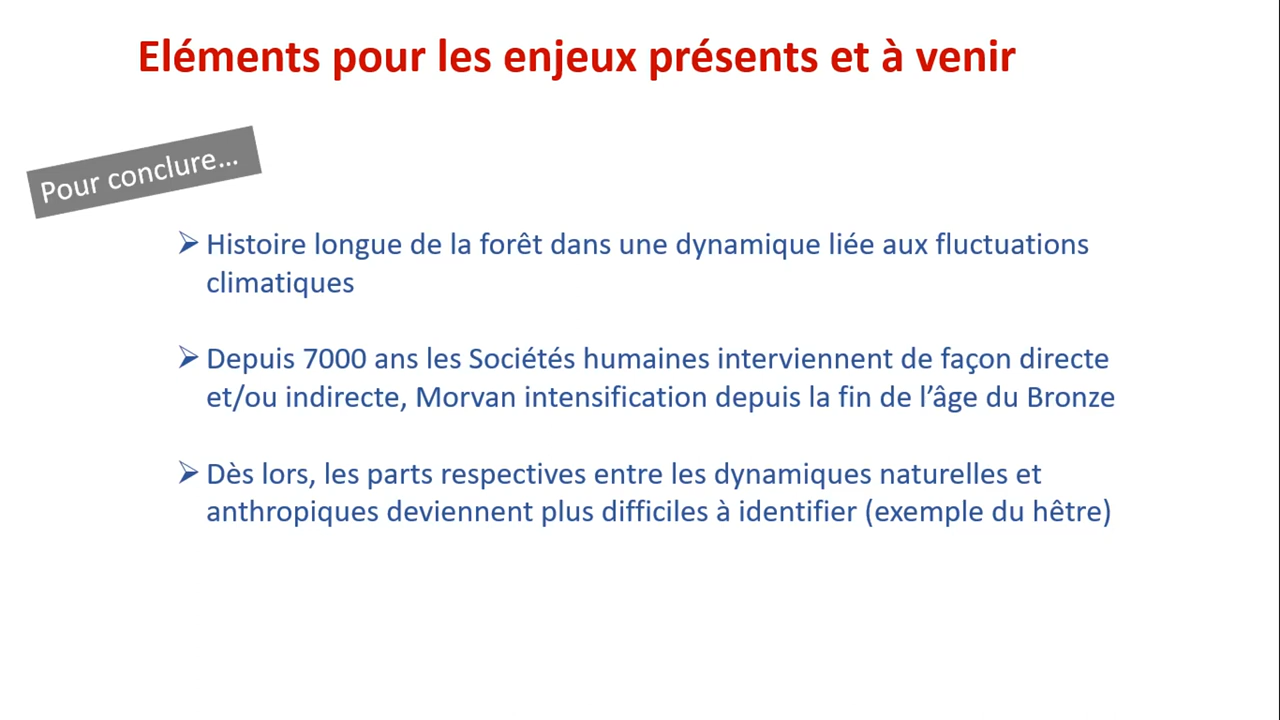 Eléments pour les enjeux présents et à venir
Pour conclure...
Histoire longue de la forêt dans une dynamique liée aux fluctuations
climatiques
Depuis 7000 ans les Sociétés humaines interviennent de façon directe
et/ou indirecte, Morvan intensification depuis la fin de l’âge du Bronze
Dès lors, les parts respectives entre les dynamiques naturelles et
anthropiques deviennent plus difficiles à identifier (exemple du hêtre)